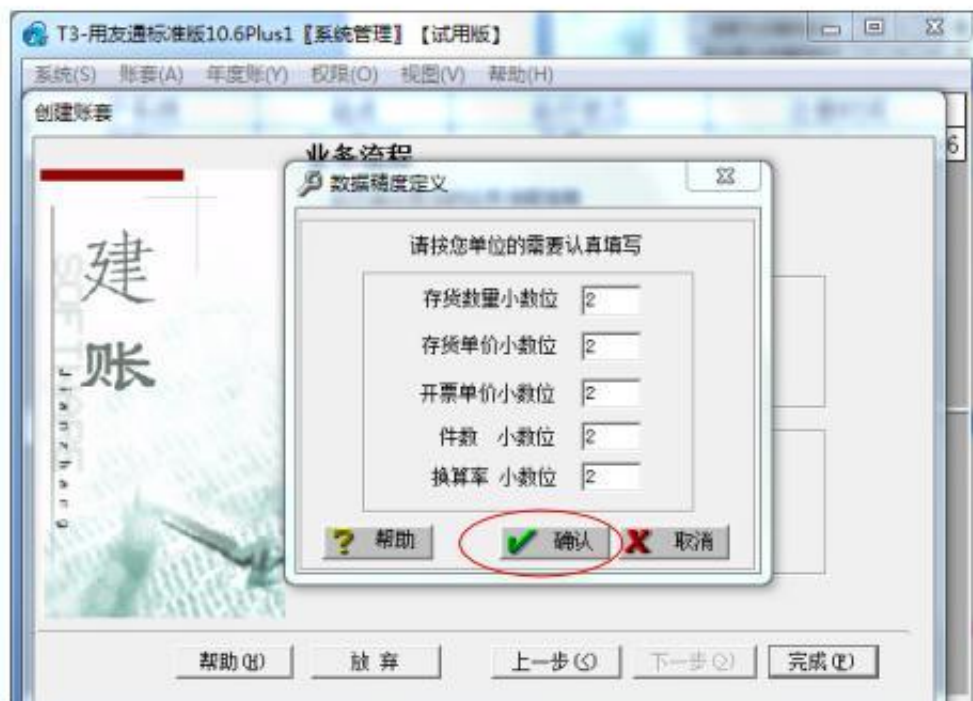 T3-用友通标准版10.6Plus1〖系统管理〗【试用版】
系统(S) 账套(A) 年度账(Y) 权限(O) 视图(V) 帮助(H)
创建账套
6
业务流程
数据精度定义
请按您单位的需要认真填写
存货数量小数位 2
存货单价小数位 2
开票单价小数位 2
件数 小数位 2
换算率 小数位 2
? 帮助 确认 取消
建
账
Jianzhang
帮助(H) 放弃 上一步(<) 下一步(>) 完成(F)